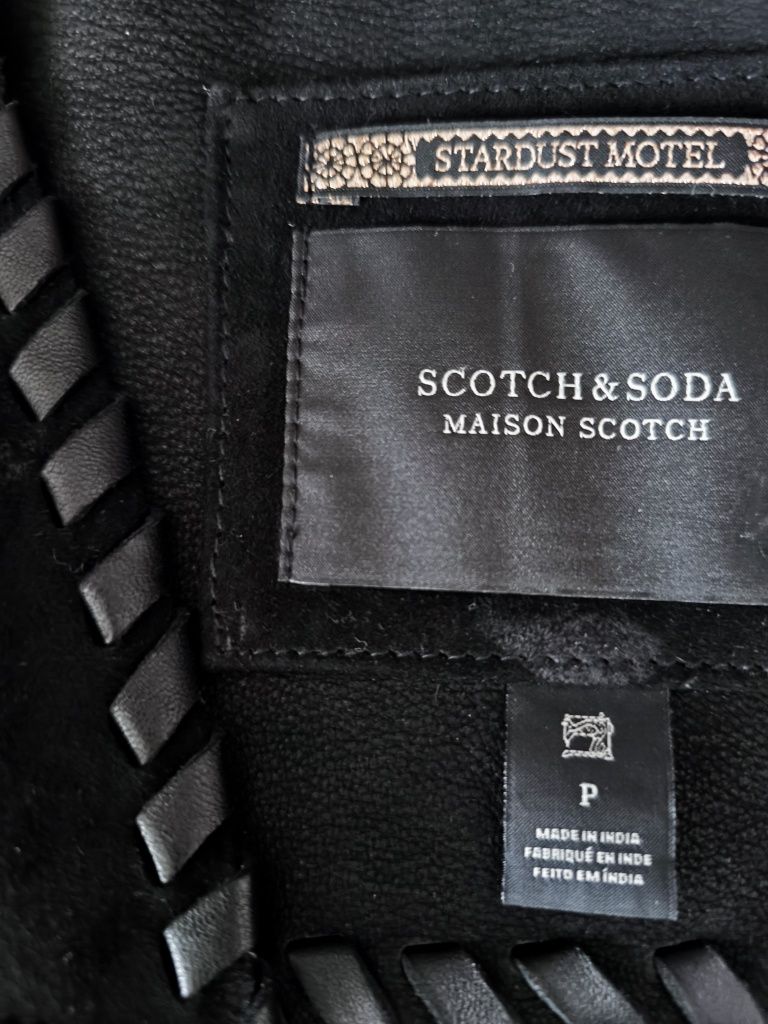 STARDUST MOTEL
SCOTCH & SODA
MAISON SCOTCH
P
MADE IN INDIA
FABRIQUÉ EN INDE
FEITO EM ÍNDIA